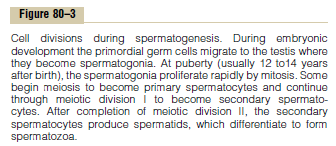 Figure 80–3
Cell divisions during spermatogenesis. During embryonic
development the primordial germ cells migrate to the testis where
they become spermatogonia. At puberty (usually 12 to14 years
after birth), the spermatogonia proliferate rapidly by mitosis. Some
begin meiosis to become primary spermatocytes and continue
through meiotic division I to become secondary spermato-
cytes. After completion of meiotic division II, the secondary
spermatocytes produce spermatids, which differentiate to form
spermatozoa.